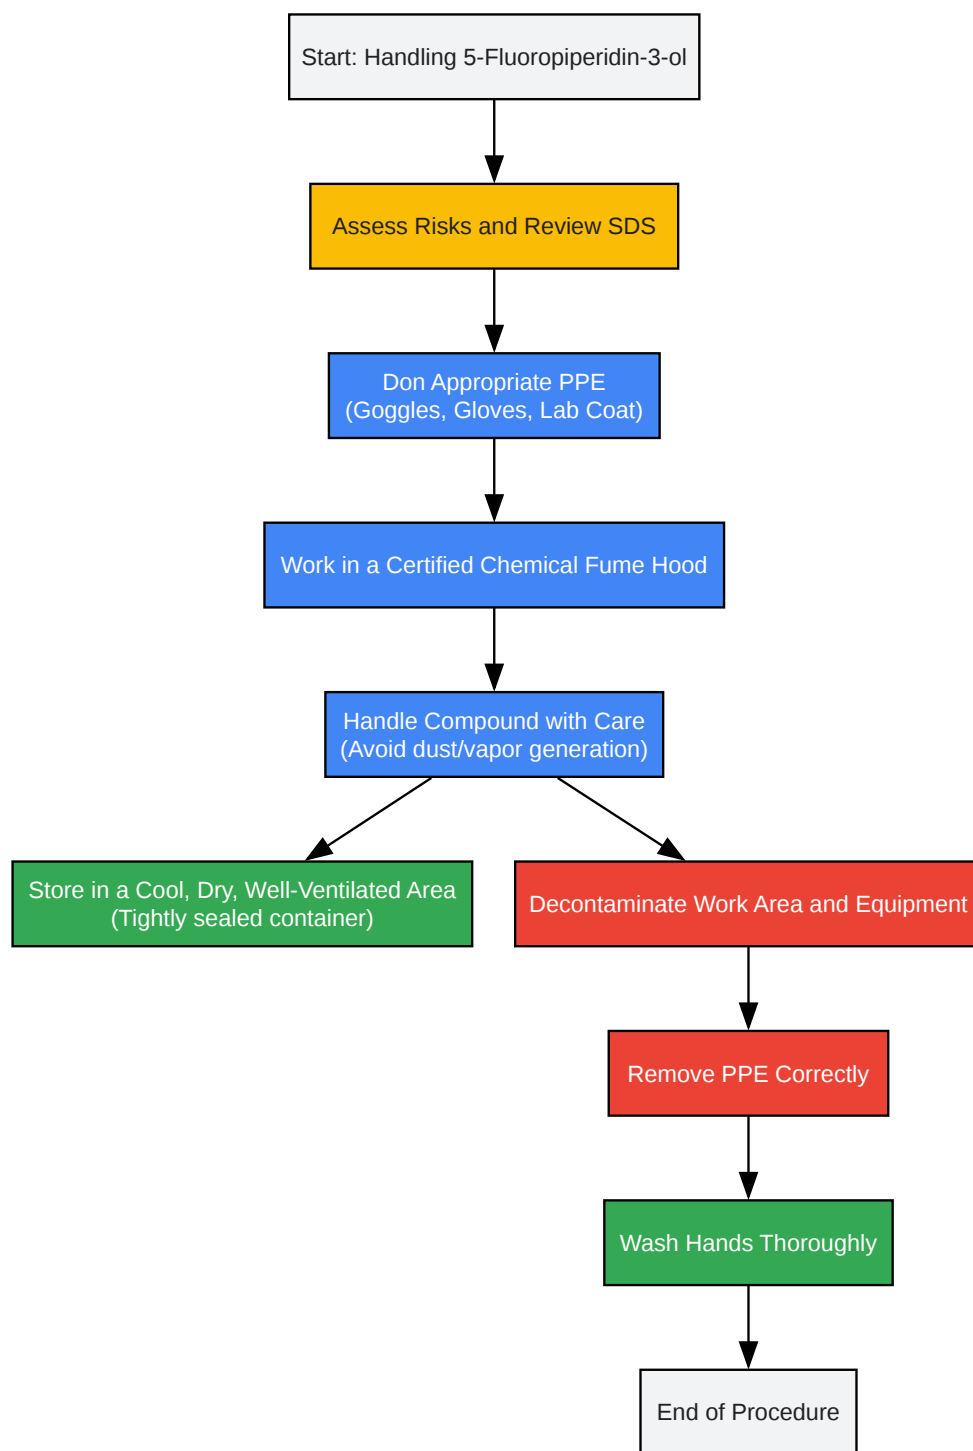 Start: Handling 5-Fluoropiperidin-3-ol
Assess Risks and Review SDS
Don Appropriate PPE
(Goggles, Gloves, Lab Coat)
Work in a Certified Chemical Fume Hood
Handle Compound with Care
(Avoid dust/vapor generation)
Store in a Cool, Dry, Well-Ventilated Area
(Tightly sealed container)
Decontaminate Work Area and Equipment
Remove PPE Correctly
Wash Hands Thoroughly
End of Procedure